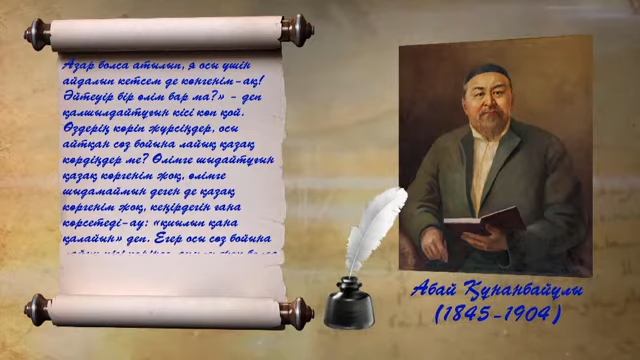 Азар болса атылып, я осы үшін
айдалып кетсем де көнгенім-ақ!
Әйтеуір бір өлім бар ма?» - деп
қалшылдайтұғын кісі көп қой.
Өздерің көріп жүрсіңдер, осы
айтқан сөз бойына лайық қазақ
көрдіңдер ме? Өлімге шыдайтұғын
қазақ көргенім жоқ, өлімге
шыдамаймын деген де қазақ
көргенім жоқ, кеңірдегін ғана
көрсетеді-ау: «қиылып қана
қалайын» деп. Егер осы сөз бойына
Абай Құнанбайұлы
(1845-1904)